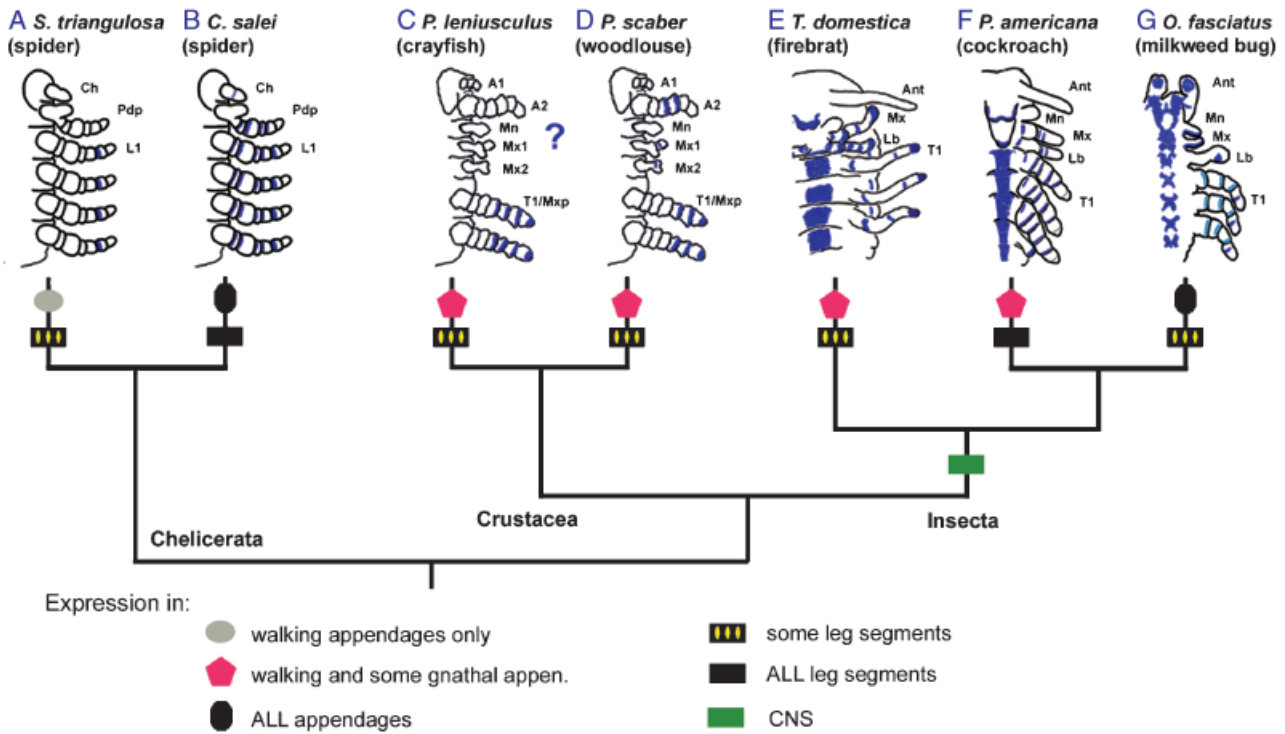 A S. triangulosa
(spider)
B C. salei
(spider)
C P. leniusculus
(crayfish)
D P. scaber
(woodlouse)
E T. domestica
(firebrat)
F P. americana
(cockroach)
G O. fasciatus
(milkweed bug)
Ch
Pdp
L1
Ch
Pdp
L1
A1
A2
Mn
?
Mx1
Mx2
T1/Mxp
A1
A2
Mn
Mx1
Mx2
T1/Mxp
Ant
Mx
Lb
T1
Ant
Mn
Mx
Lb
T1
Ant
Mn
Mx
Lb
T1
Chelicerata
Crustacea
Insecta
Expression in:
walking appendages only
walking and some gnathal appen.
ALL appendages
some leg segments
ALL leg segments
CNS